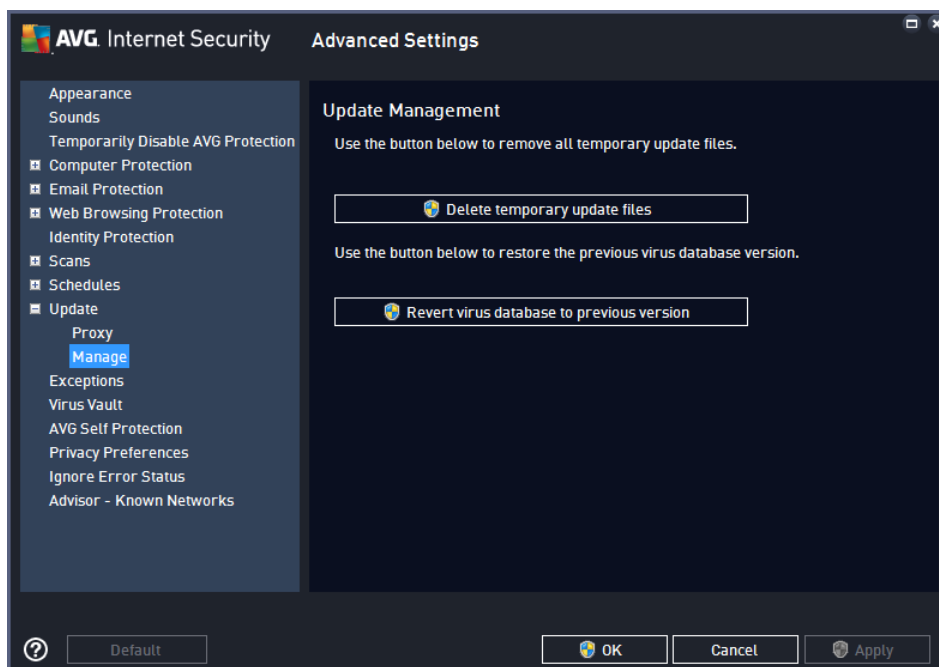 AVG. Internet Security
Advanced Settings
Appearance
Sounds
Temporarily Disable AVG Protection
Computer Protection
Email Protection
Web Browsing Protection
Identity Protection
Scans
Schedules
Update
Proxy
Manage
Exceptions
Virus Vault
AVG Self Protection
Privacy Preferences
Ignore Error Status
Advisor - Known Networks
Update Management
Use the button below to remove all temporary update files.
Delete temporary update files
Use the button below to restore the previous virus database version.
Revert virus database to previous version
?
Default
OK
Cancel
Apply